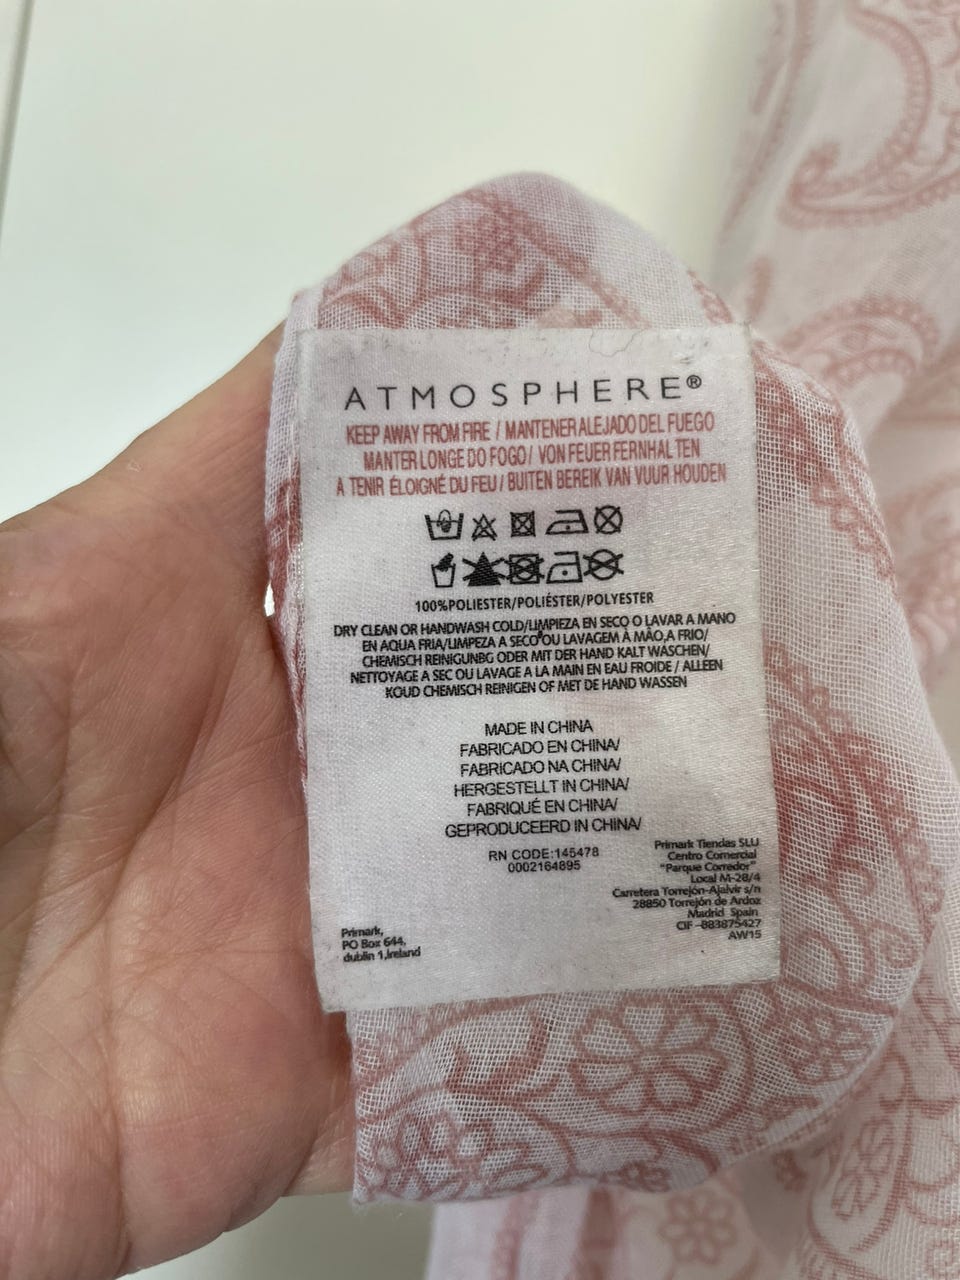 ATMOSPHERE®
KEEP AWAY FROM FIRE / MANTENER ALEJADO DEL FUEGO
MANTER LONGE DO FOGO/ VON FEUER FERNHAL TEN
A TENIR ÉLOIGNÉ DU FEU / BUITEN BEREIK VAN VUUR HOUDEN
100%POLIESTER/POLIÉSTER/POLYESTER
DRY CLEAN OR HANDWASH COLD/LIMPIEZA EN SECO O LAVAR A MANO
EN AQUA FRIA/LIMPEZA A SECO OU LAVAGEM À MÃO,A FRIO/
CHEMISCH REINIGUNBG ODER MIT DER HAND KALT WASCHEN/
NETTOYAGE A SEC OU LAVAGE A LA MAIN EN EAU FROIDE / ALLEEN
KOUD CHEMISCH REINIGEN OF MET DE HAND WASSEN
MADE IN CHINA
FABRICADO EN CHINA/
FABRICADO NA CHINA/
HERGESTELLT IN CHINA/
FABRIQUÉ EN CHINA/
GEPRODUCEERD IN CHINA/
RN CODE:145478
0002164895
Primark Tiendas SLU
Centro Comercial
"Parque Corredor"
Local M-28/4
Carretera Torrejón-Ajalvir s/n
28850 Torrejón de Ardoz
Madrid Spain
CIF -883875427
AW15
Primark,
PO Box 644,
dublin 1,Ireland